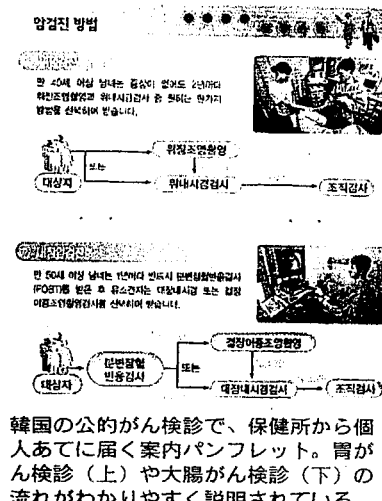 암검진 방법
만 40세 이상 남녀는 증상이 없어도 2년마다
위장조영촬영과 위내시경검사 중 원하는 한가지
방법을 선택하여 받습니다.
위장조영촬영
또는
대상자
위내시경검사
조직검사
만 50세 이상 남녀는 1년마다 반드시 분변잠혈반응검사
(FOBT)를 받은 후 유소견자는 대장내시경 또는 결장
이중조영촬영검사를 선택하여 받습니다.
결장이중조영촬영
분변잠혈
반응검사
또는
대상자
대장내시경검사
조직검사
韓国の公的がん検診で、保健所から個
人あてに届く案内パンフレット。胃が
ん検診（上）や大腸がん検診（下）の
流れがわかりやすく説明されている